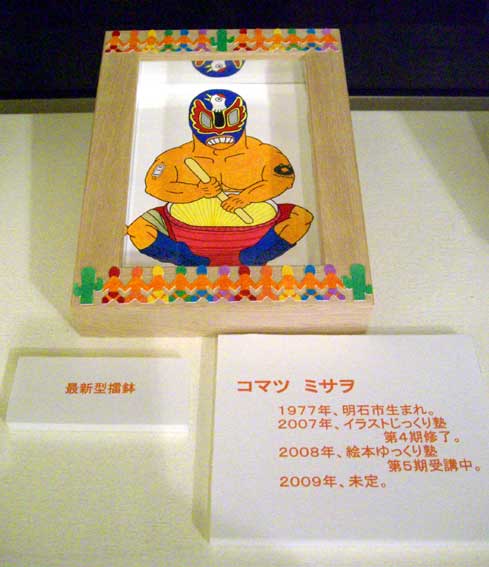 最新型擂鉢
コマツ ミサヲ
1977年、明石市生まれ。
2007年、イラストじっくり塾
第4期修了。
2008年、絵本ゆっくり塾
第5期受講中。
2009年、未定。